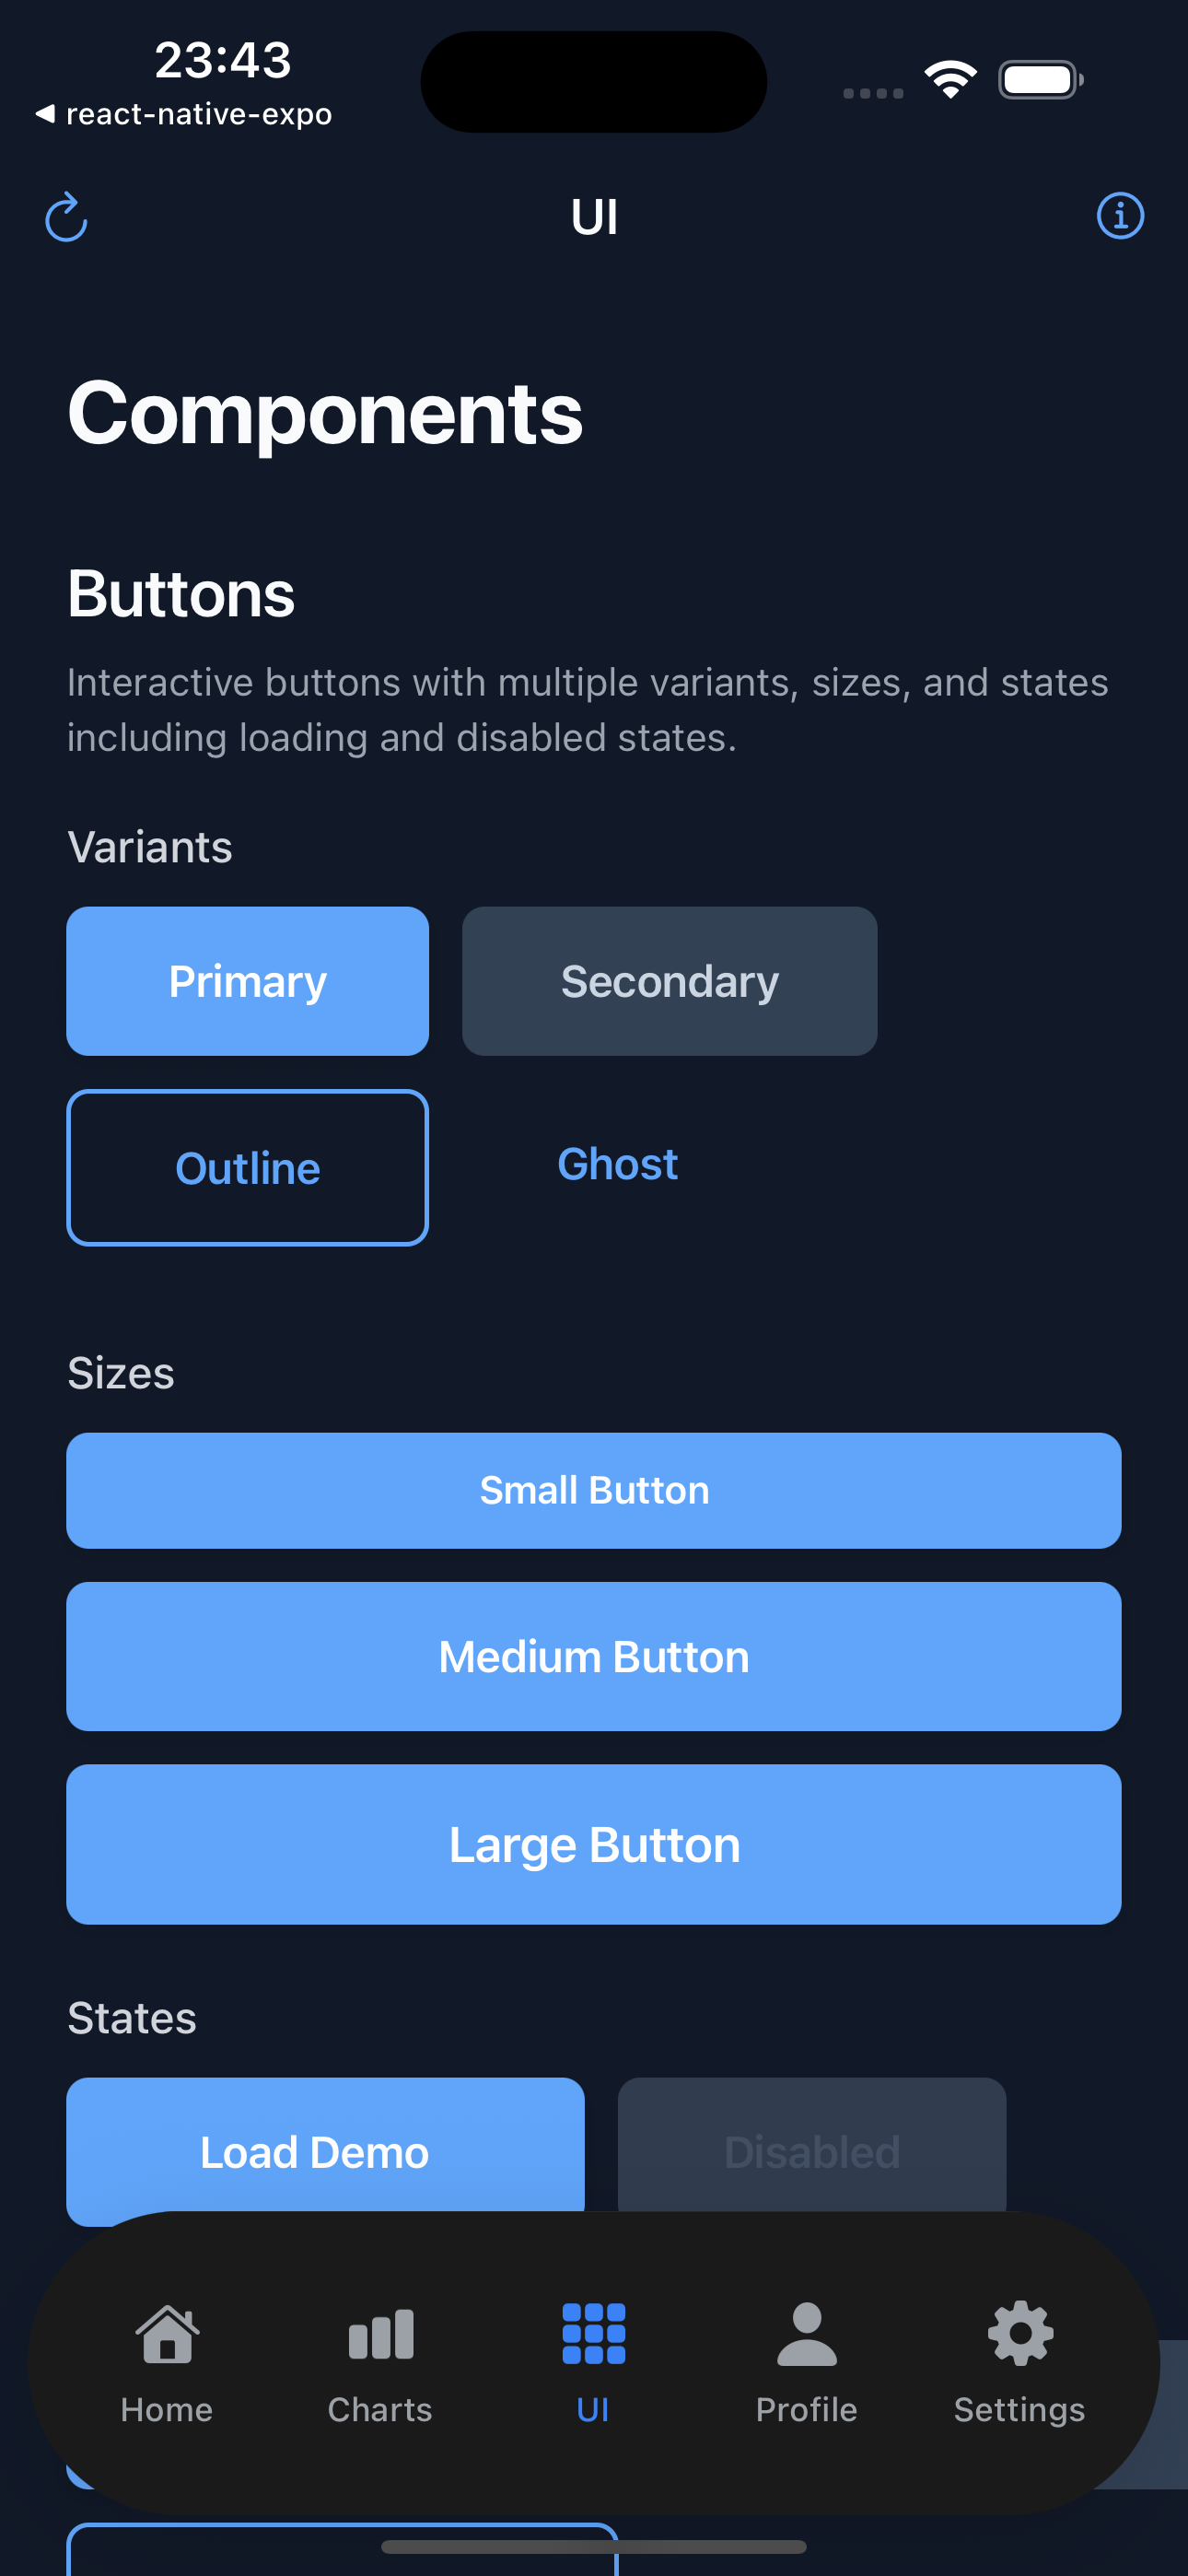 23:43
◀ react-native-expo
UI
Components
Buttons
Interactive buttons with multiple variants, sizes, and states
including loading and disabled states.
Variants
Primary
Secondary
Outline
Ghost
Sizes
Small Button
Medium Button
Large Button
States
Load Demo
Disabled
Home
Charts
UI
Profile
Settings